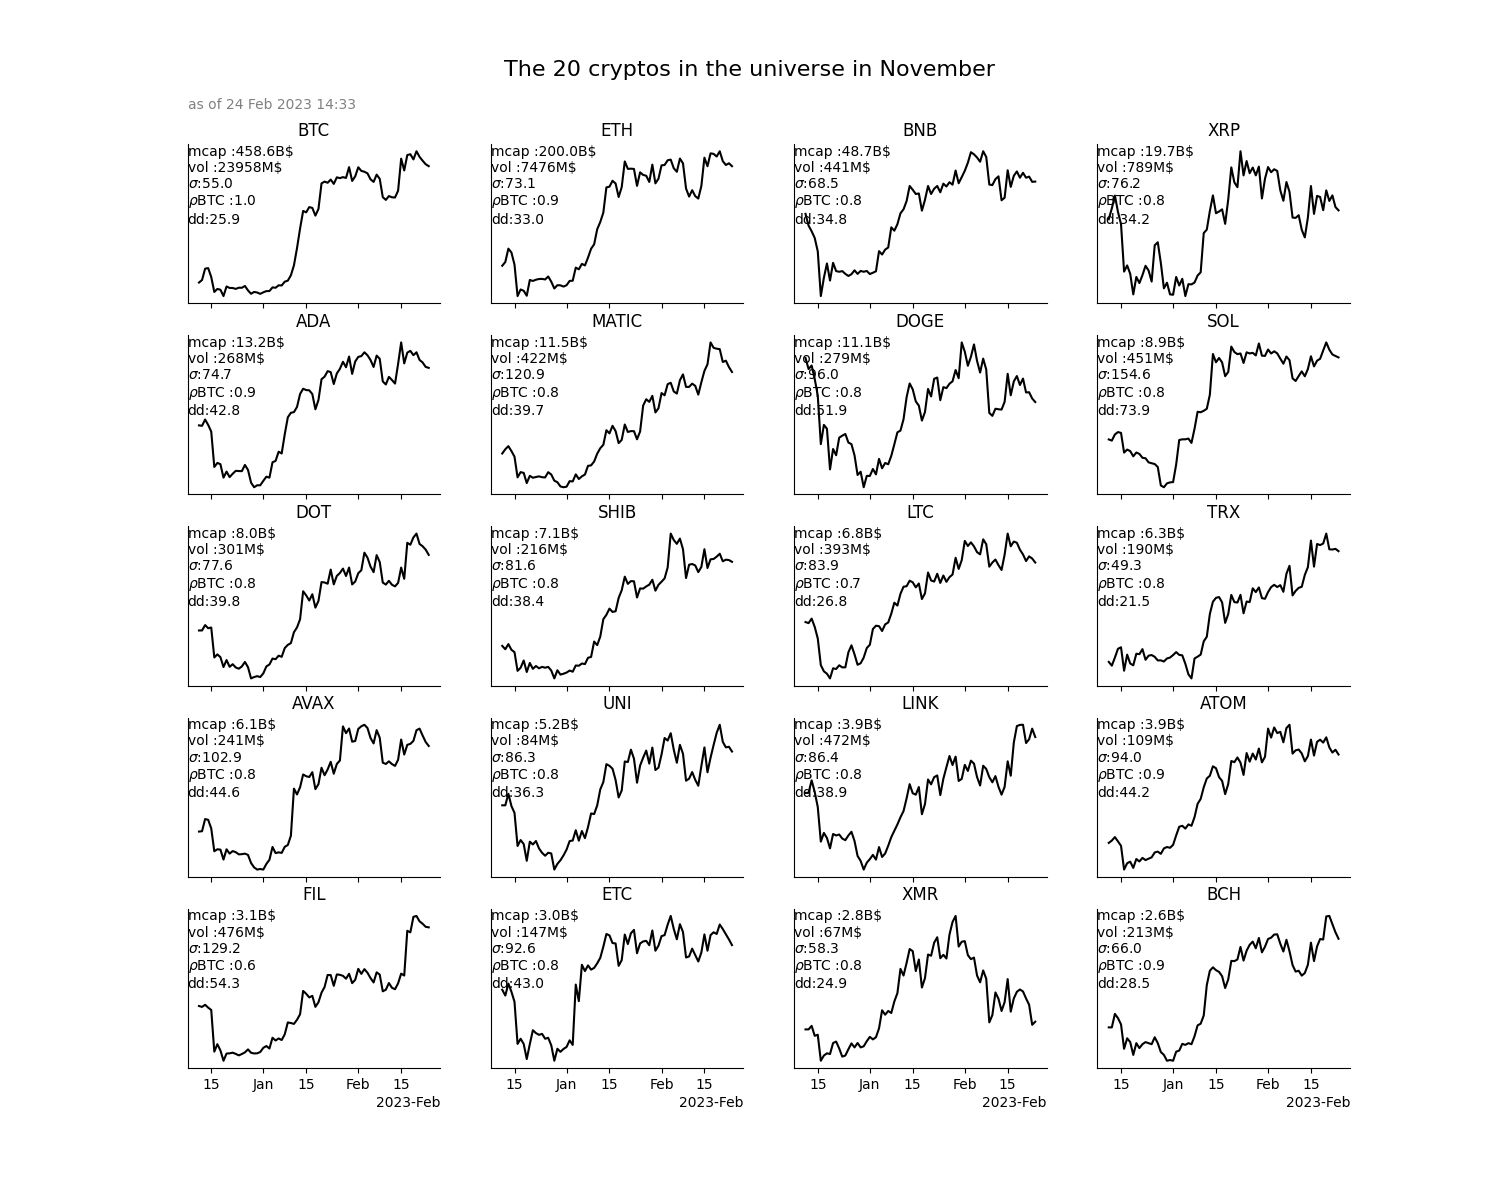 The 20 cryptos in the universe in November
as of 24 Feb 2023 14:33
BTC
mcap :458.6B$
vol :23958M$
σ:55.0
ρBTC :1.0
dd:25.9
ETH
mcap :200.0B$
vol :7476M$
σ:73.1
ρBTC :0.9
dd:33.0
BNB
mcap :48.7B$
vol :441M$
σ:68.5
ρBTC :0.8
dd:34.8
XRP
mcap :19.7B$
vol :789M$
σ:76.2
ρBTC :0.8
dd:34.2
ADA
mcap :13.2B$
vol :268M$
σ:74.7
ρBTC :0.9
dd:42.8
MATIC
mcap :11.5B$
vol :422M$
σ:120.9
ρBTC :0.8
dd:39.7
DOGE
mcap :11.1B$
vol :279M$
σ:96.0
ρBTC :0.8
dd:51.9
SOL
mcap :8.9B$
vol :451M$
σ:154.6
ρBTC :0.8
dd:73.9
DOT
mcap :8.0B$
vol :301M$
σ:77.6
ρBTC :0.8
dd:39.8
SHIB
mcap :7.1B$
vol :216M$
σ:81.6
ρBTC :0.8
dd:38.4
LTC
mcap :6.8B$
vol :393M$
σ:83.9
ρBTC :0.7
dd:26.8
TRX
mcap :6.3B$
vol :190M$
σ:49.3
ρBTC :0.8
dd:21.5
AVAX
mcap :6.1B$
vol :241M$
σ:102.9
ρBTC :0.8
dd:44.6
UNI
mcap :5.2B$
vol :84M$
σ:86.3
ρBTC :0.8
dd:36.3
LINK
mcap :3.9B$
vol :472M$
σ:86.4
ρBTC :0.8
dd:38.9
ATOM
mcap :3.9B$
vol :109M$
σ:94.0
ρBTC :0.9
dd:44.2
FIL
mcap :3.1B$
vol :476M$
σ:129.2
ρBTC :0.6
dd:54.3
15 Jan 15 Feb 15
2023-Feb
ETC
mcap :3.0B$
vol :147M$
σ:92.6
ρBTC :0.8
dd:43.0
15 Jan 15 Feb 15
2023-Feb
XMR
mcap :2.8B$
vol :67M$
σ:58.3
ρBTC :0.8
dd:24.9
15 Jan 15 Feb 15
2023-Feb
BCH
mcap :2.6B$
vol :213M$
σ:66.0
ρBTC :0.9
dd:28.5
15 Jan 15 Feb 15
2023-Feb